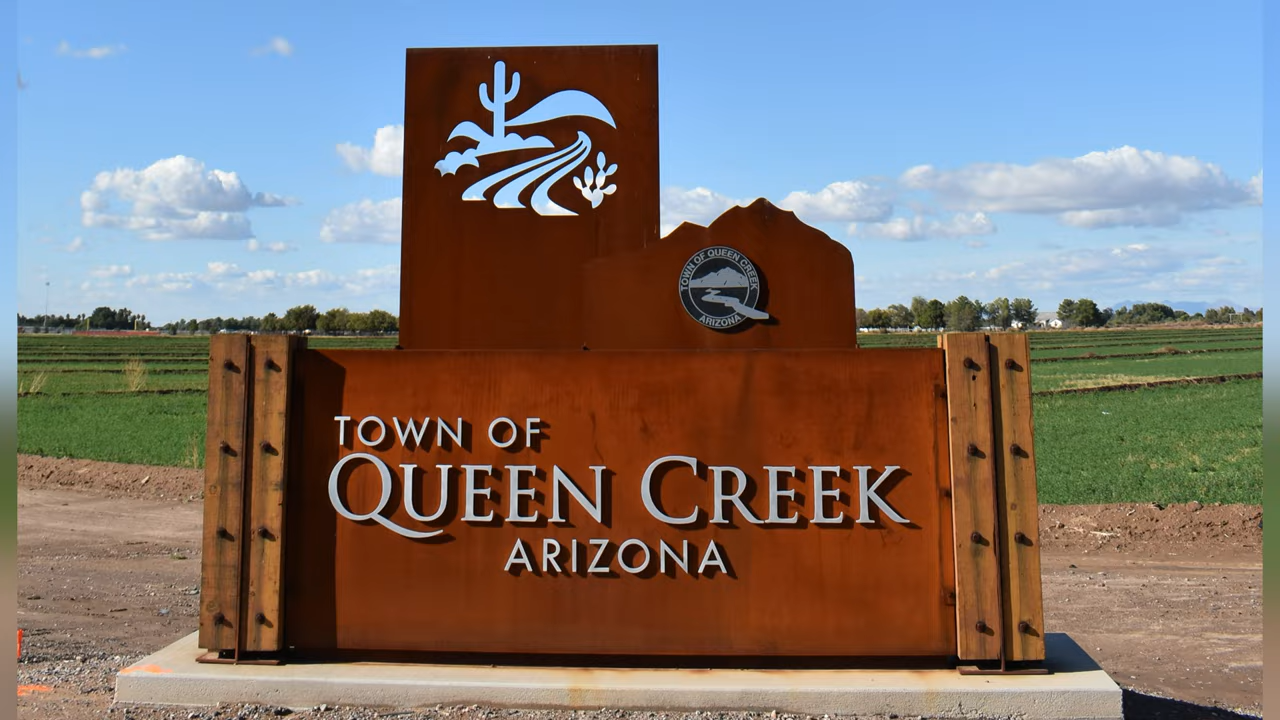 TOWN OF QUEEN CREEK
ARIZONA
TOWN OF
QUEEN CREEK
ARIZONA